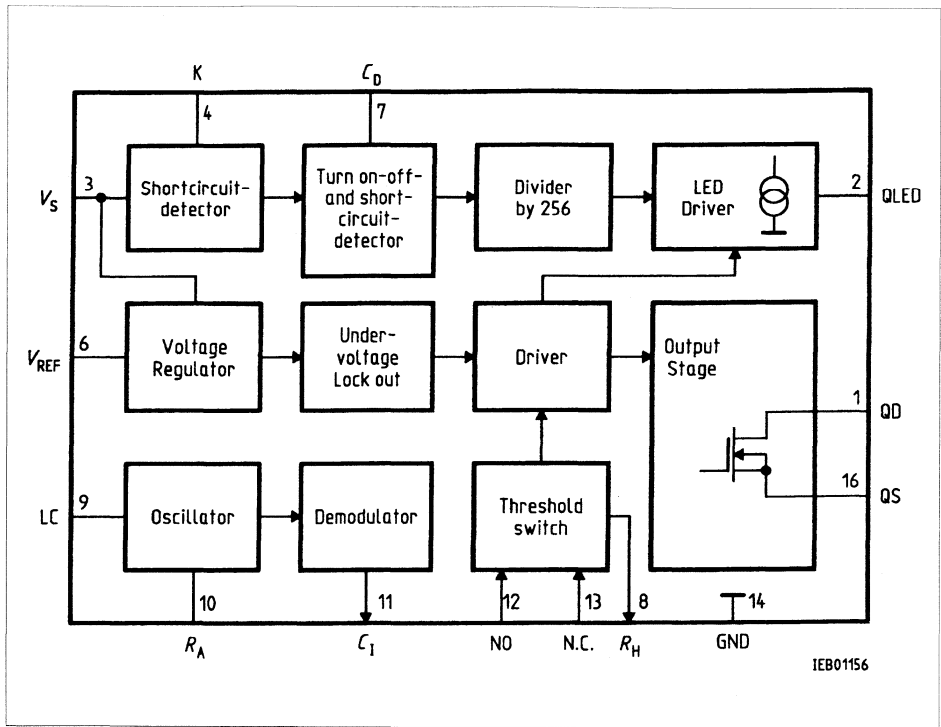 K
C_D
4
7
V_S
3
Shortcircuit-
detector
Turn on-off-
and short-
circuit-
detector
Divider
by 256
LED
Driver
2
QLED
V_REF
6
Voltage
Regulator
Under-
voltage
Lock out
Driver
Output
Stage
1
QD
16
QS
LC
9
Oscillator
Demodulator
Threshold
switch
10
11
12
13
8
14
R_A
C_I
NO
N.C.
R_H
GND
IEB01156